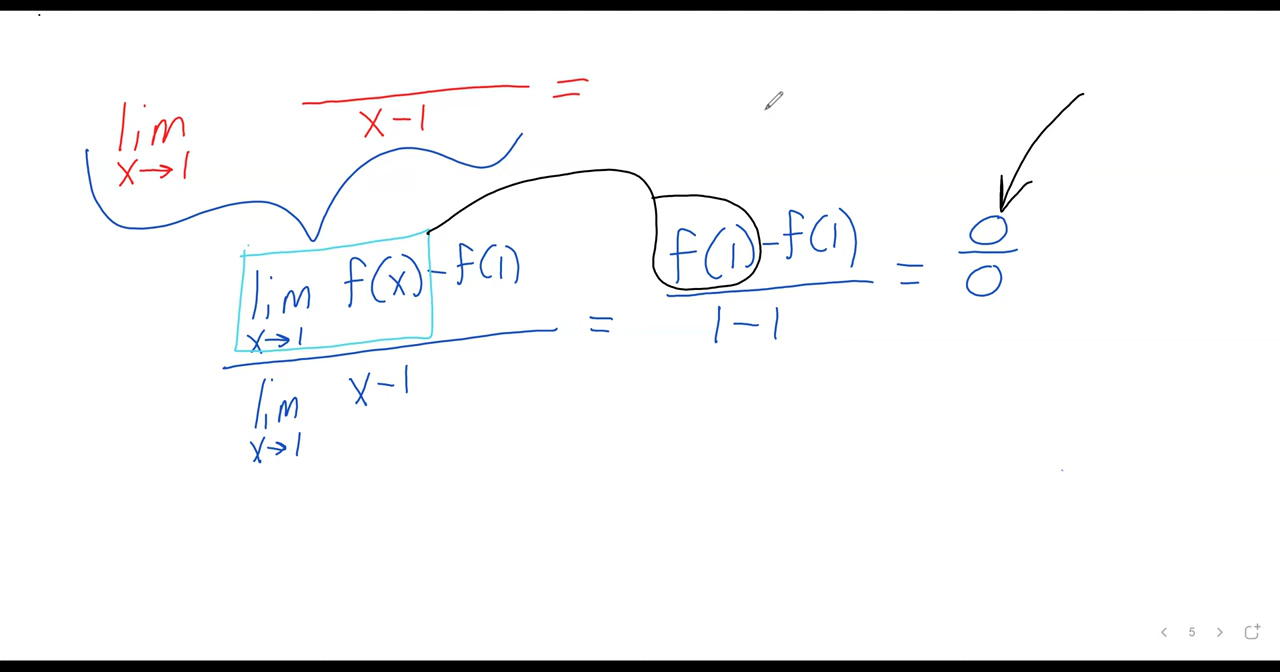 lim x→1 —— / x-1 =
lim x→1 f(x) - f(1) / lim x→1 x-1 = f(1) - f(1) / 1-1 = 0/0
5